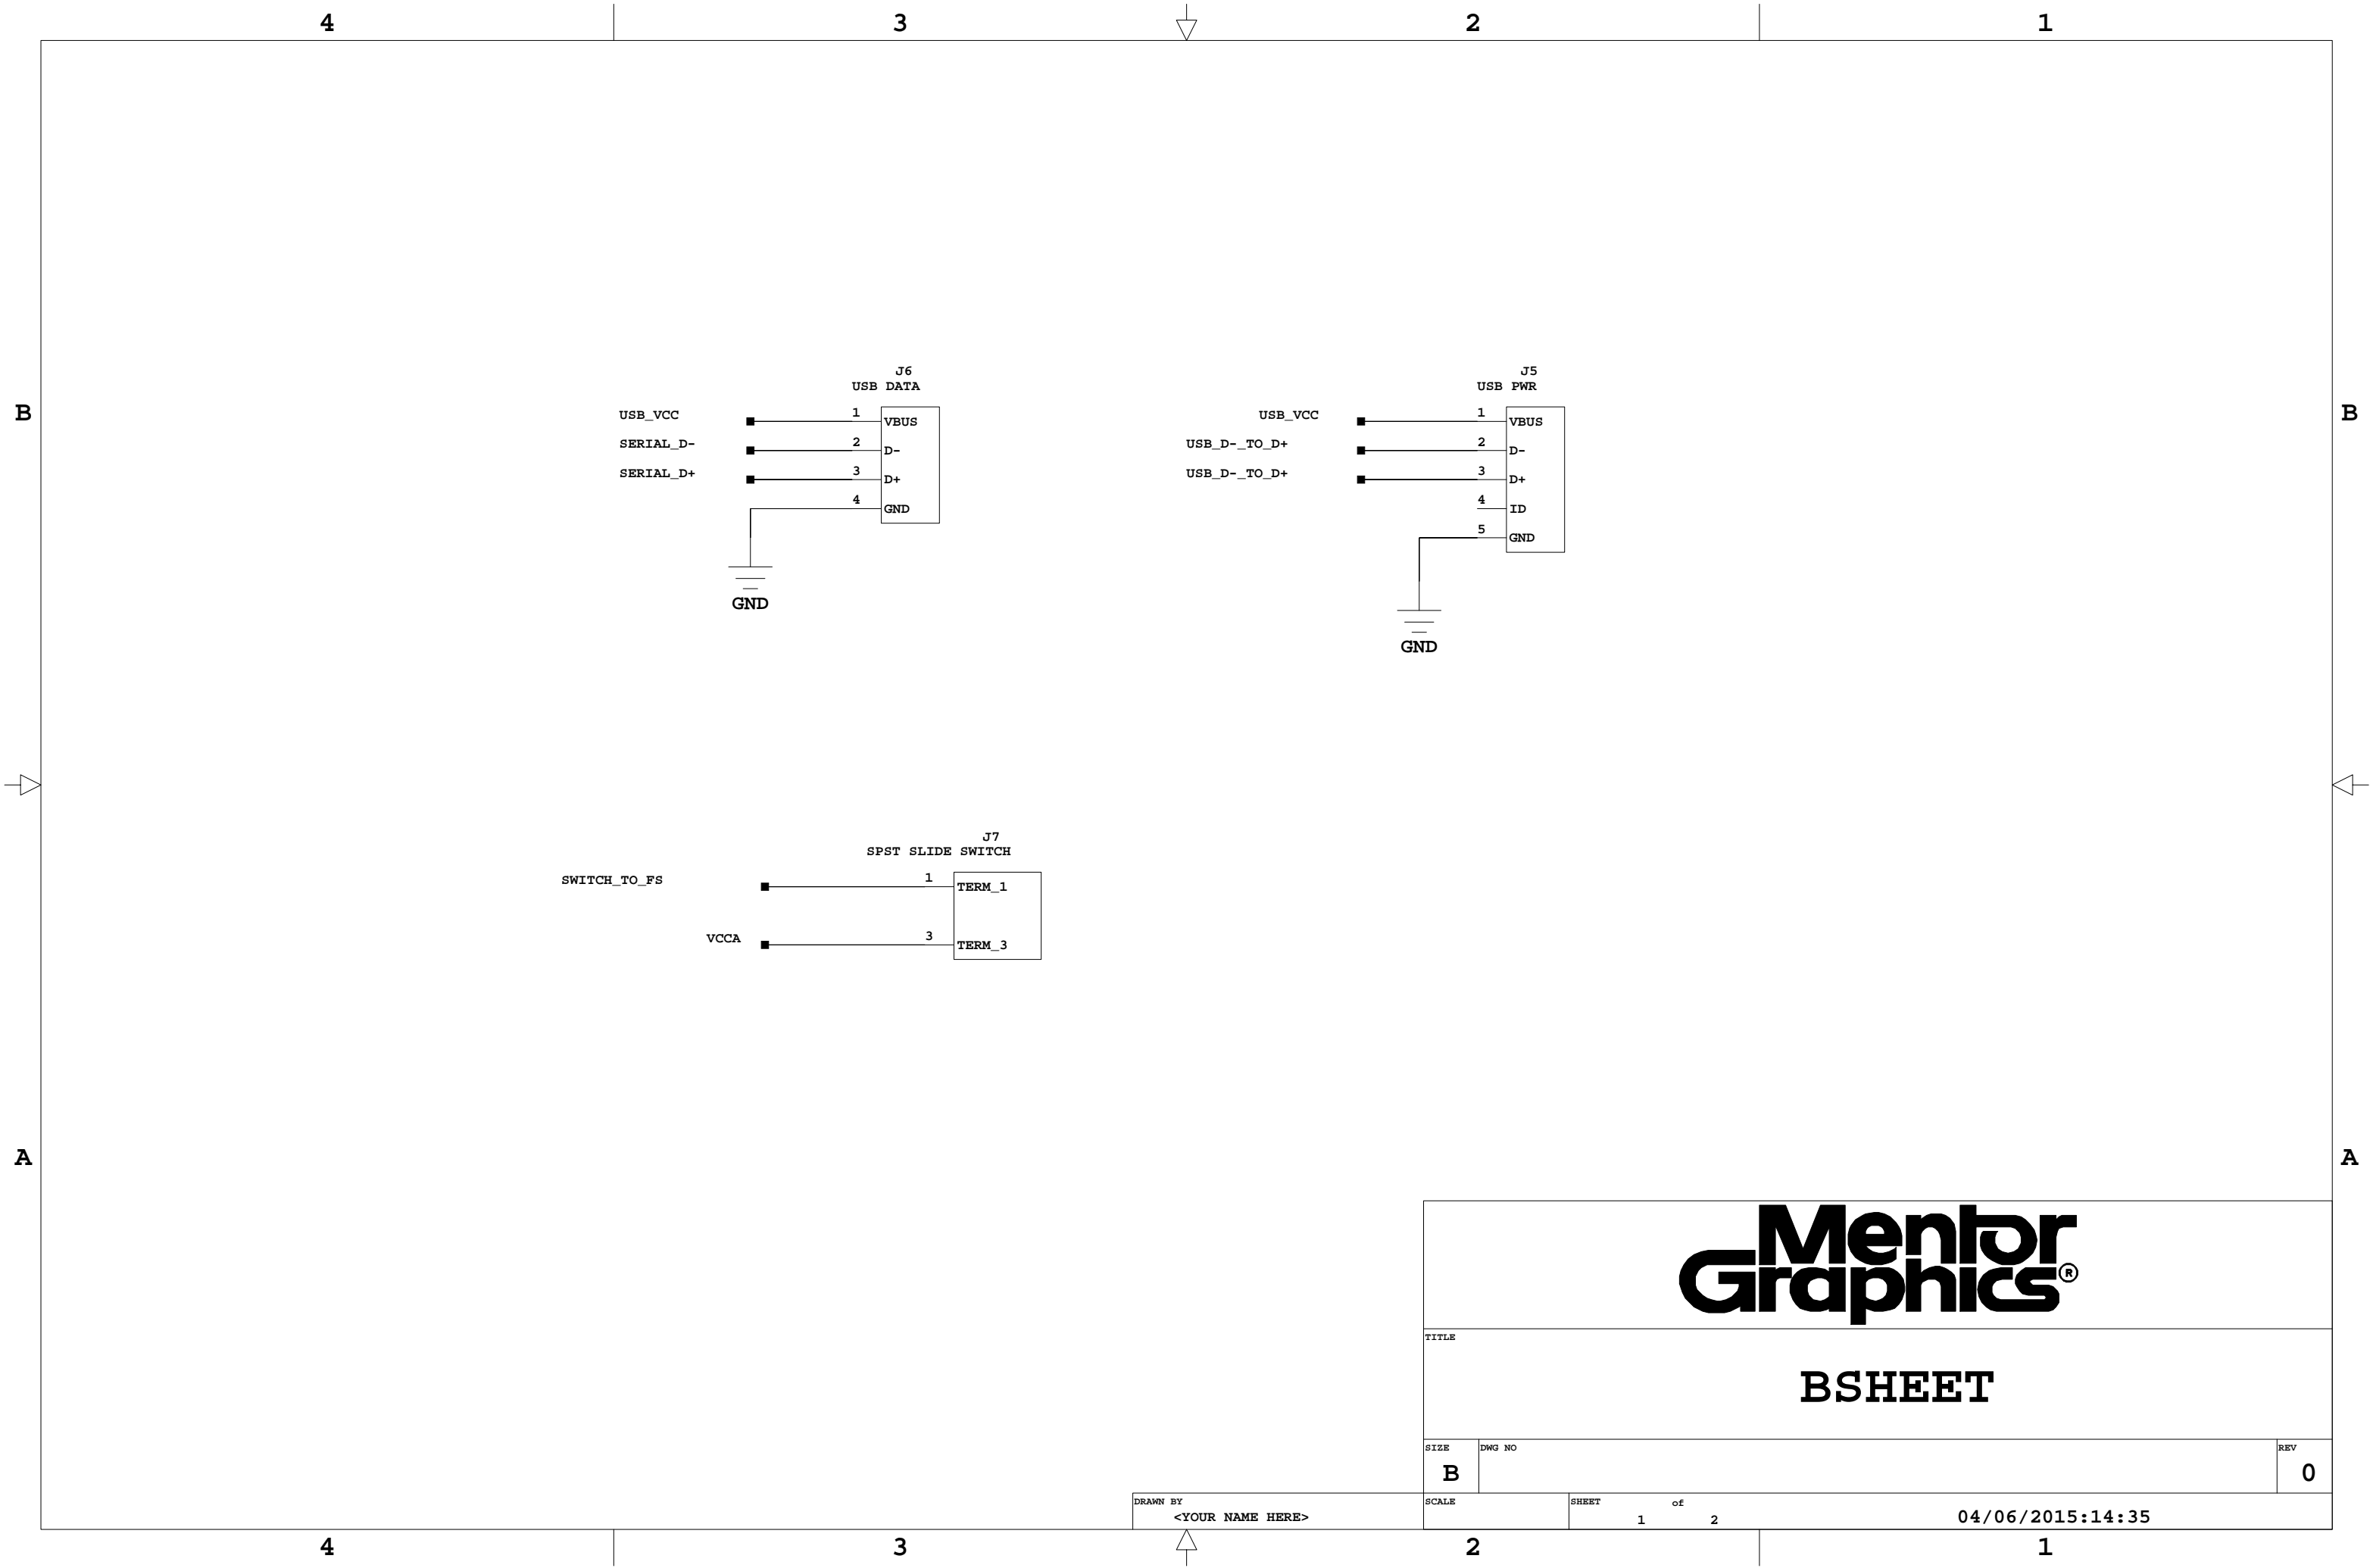 4 3 2 1
J6 J5
USB DATA USB PWR
B B
USB_VCC 1 VBUS USB_VCC 1 VBUS
SERIAL_D- 2 D- USB_D-_TO_D+ 2 D-
SERIAL_D+ 3 D+ USB_D-_TO_D+ 3 D+
4 GND 4 ID
5 GND
GND
GND
J7
SPST SLIDE SWITCH
SWITCH_TO_FS 1 TERM_1
VCCA 3 TERM_3
A A
Mentor
Graphics®
TITLE
BSHEET
SIZE DWG NO REV
B 0
DRAWN BY SCALE SHEET of
<YOUR NAME HERE> 1 2 04/06/2015:14:35
4 3 2 1